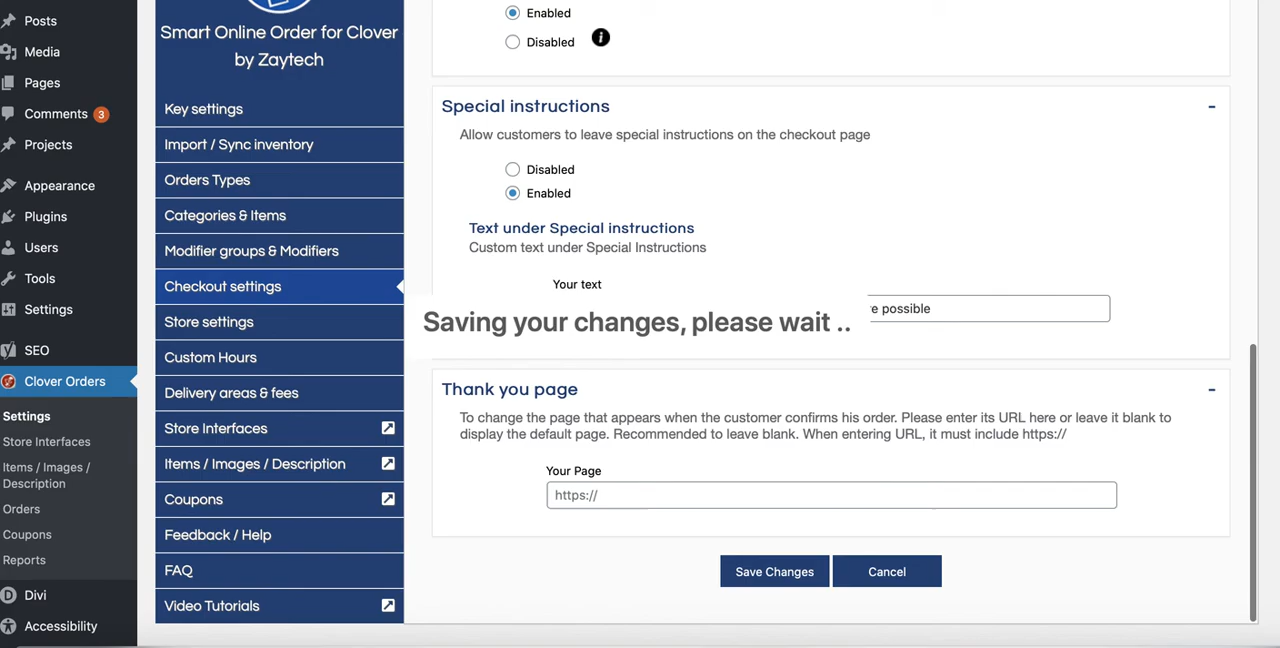 Posts
Media
Pages
Comments 3
Projects
Appearance
Plugins
Users
Tools
Settings
SEO
Clover Orders
Settings
Store Interfaces
Items / Images /
Description
Orders
Coupons
Reports
Divi
Accessibility
Smart Online Order for Clover
by Zaytech
Key settings
Import / Sync inventory
Orders Types
Categories & Items
Modifier groups & Modifiers
Checkout settings
Store settings
Custom Hours
Delivery areas & fees
Store Interfaces
Items / Images / Description
Coupons
Feedback / Help
FAQ
Video Tutorials
Enabled
Disabled
Special instructions
Allow customers to leave special instructions on the checkout page
Disabled
Enabled
Text under Special instructions
Custom text under Special Instructions
Your text
possible
Saving your changes, please wait ..
Thank you page
To change the page that appears when the customer confirms his order. Please enter its URL here or leave it blank to
display the default page. Recommended to leave blank. When entering URL, it must include https://
Your Page
https://
Save Changes
Cancel